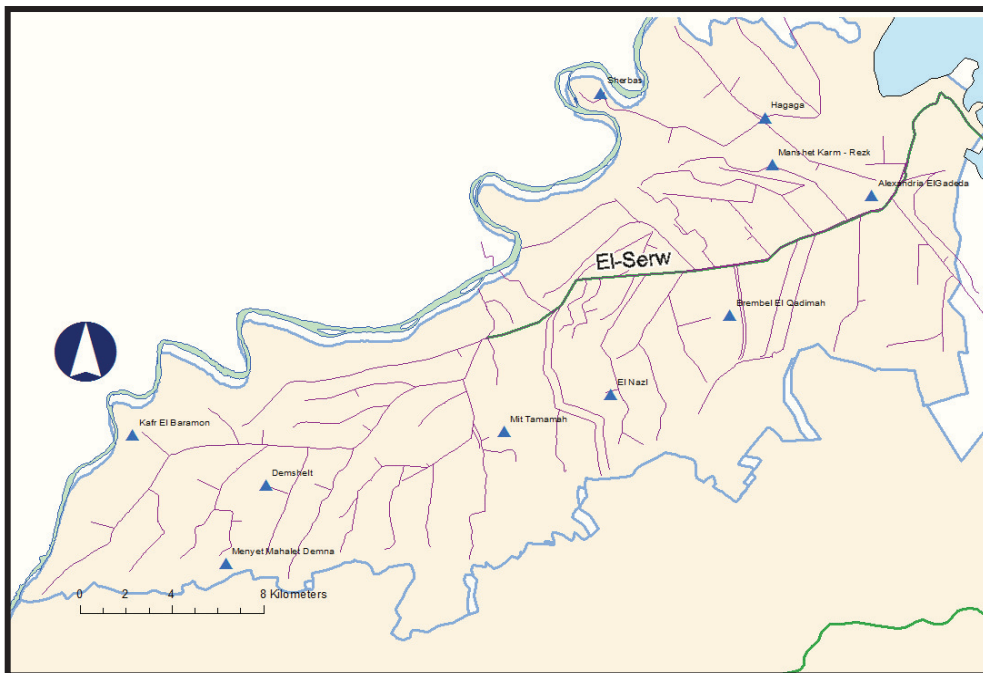 Sherbas
Hagaga
Manshet Karm - Rezk
Alexandria ElGadeda
El-Serw
Brembel El Qadimah
El Nazl
Kafr El Baramon
Mit Tamamah
Demshelt
Menyet Mahalet Demna
0 2 4 8 Kilometers